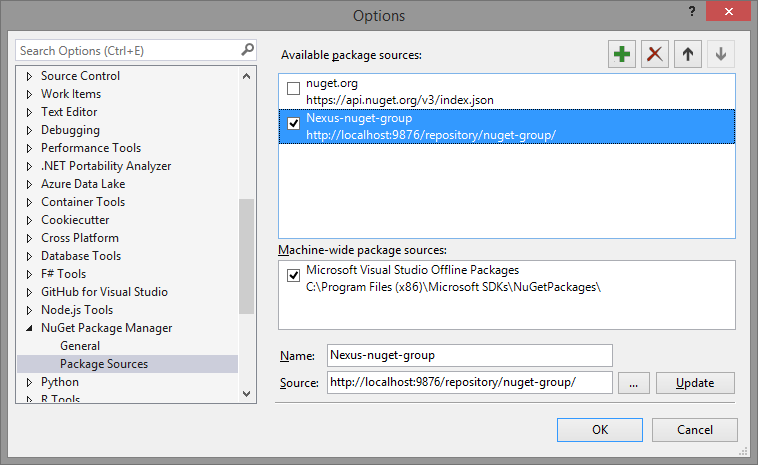 Options
?
Search Options (Ctrl+E)
Source Control
Work Items
Text Editor
Debugging
Performance Tools
.NET Portability Analyzer
Azure Data Lake
Container Tools
Cookiecutter
Cross Platform
Database Tools
F# Tools
GitHub for Visual Studio
Node.js Tools
NuGet Package Manager
General
Package Sources
Python
R Tools
Available package sources:
nuget.org
https://api.nuget.org/v3/index.json
Nexus-nuget-group
http://localhost:9876/repository/nuget-group/
Machine-wide package sources:
Microsoft Visual Studio Offline Packages
C:\Program Files (x86)\Microsoft SDKs\NuGetPackages\
Name: Nexus-nuget-group
Source: http://localhost:9876/repository/nuget-group/ ... Update
OK Cancel